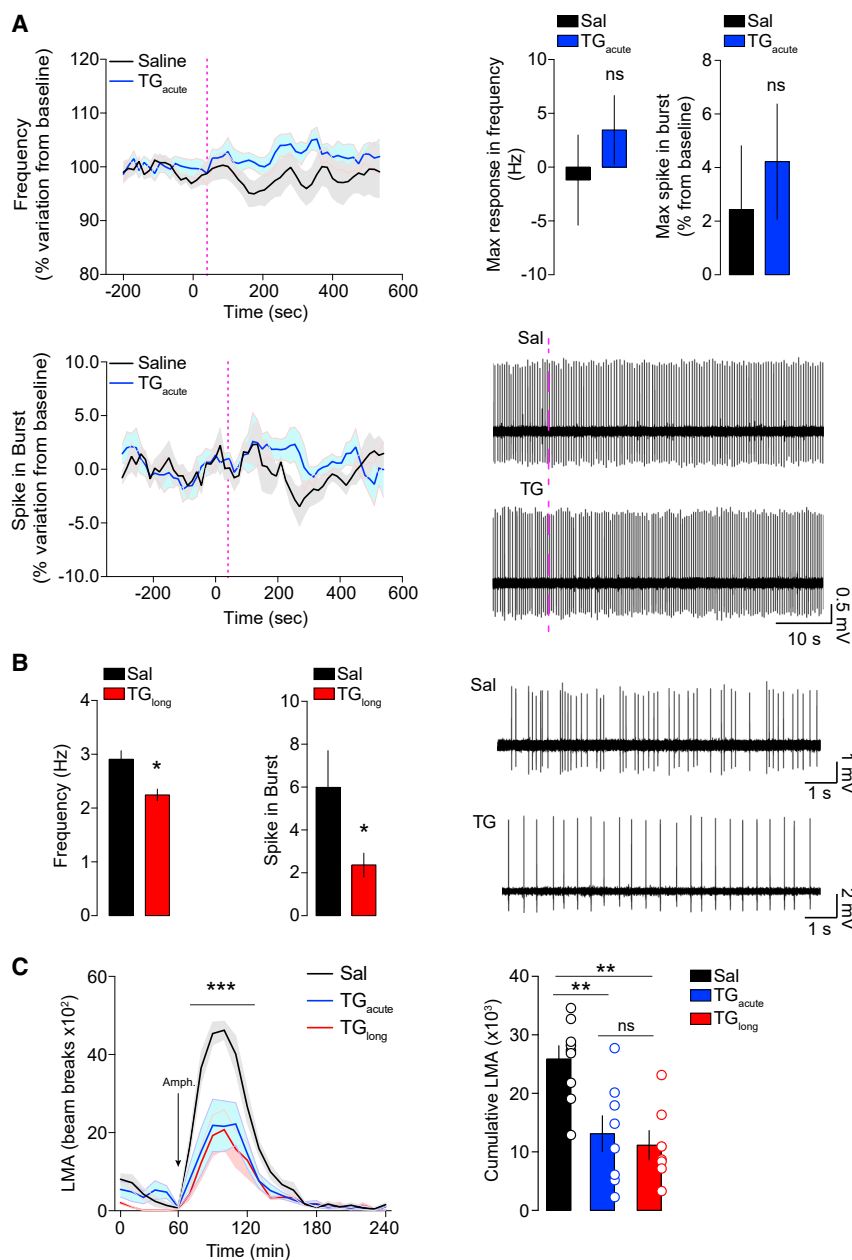 A
Saline
TGacute
Frequency
(% variation from baseline)
120
110
100
90
80
-200 0 200 400 600
Time (sec)
Sal
TGacute
Max response in frequency
(Hz)
10
5
0
-5
-10
ns
Sal
TGacute
Max spike in burst
(% from baseline)
8
6
4
2
0
ns
Saline
TGacute
Spike in Burst
(% variation from baseline)
10.0
5.0
0.0
-5.0
-10.0
-200 0 200 400 600
Time (sec)
Sal
TG
0.5 mV
10 s
B
Sal
TGlong
Frequency (Hz)
4
3
2
1
0
*
Sal
TGlong
Spike in Burst
10
8
6
4
2
0
*
Sal
1 mV
1 s
TG
2 mV
1 s
C
LMA (beam breaks x10²)
60
40
20
0
***
Sal
TGacute
TGlong
Amph.
0 60 120 180 240
Time (min)
Cumulative LMA (x10³)
40
30
20
10
0
**
**
ns
Sal
TGacute
TGlong